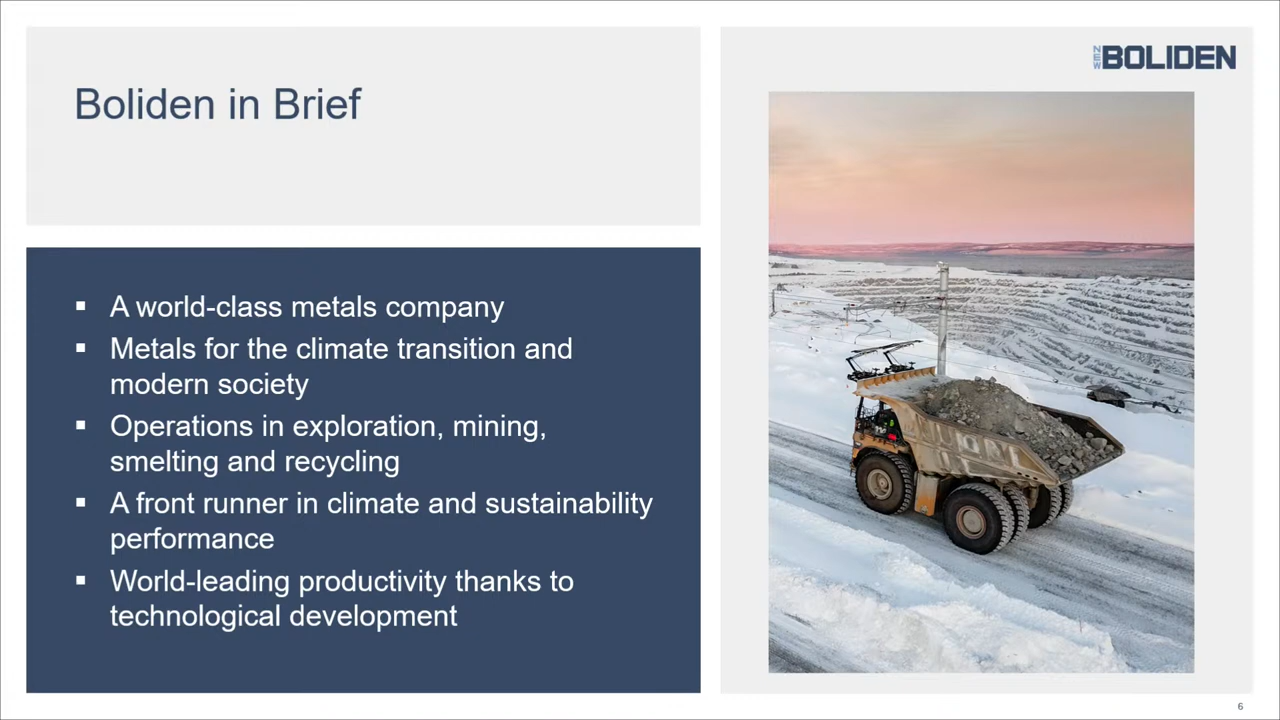 Boliden in Brief
NEW BOLIDEN
▪ A world-class metals company
▪ Metals for the climate transition and
modern society
▪ Operations in exploration, mining,
smelting and recycling
▪ A front runner in climate and sustainability
performance
▪ World-leading productivity thanks to
technological development
6